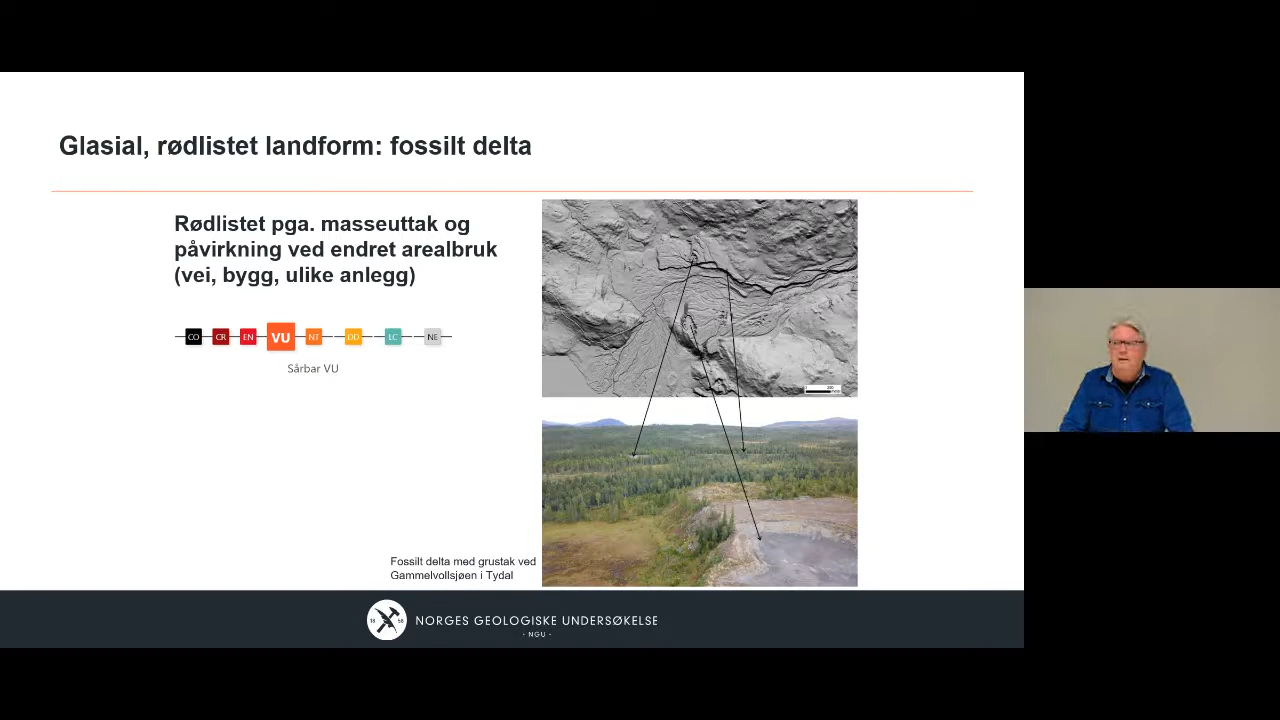 Glasial, rødlistet landform: fossilt delta
Rødlistet pga. masseuttak og
påvirkning ved endret arealbruk
(vei, bygg, ulike anlegg)
CO CR EN VU NT DD LC NE
Sårbar VU
Fossilt delta med grustak ved
Gammelvollsjøen i Tydal
18 58
NORGES GEOLOGISKE UNDERSØKELSE
- NGU -